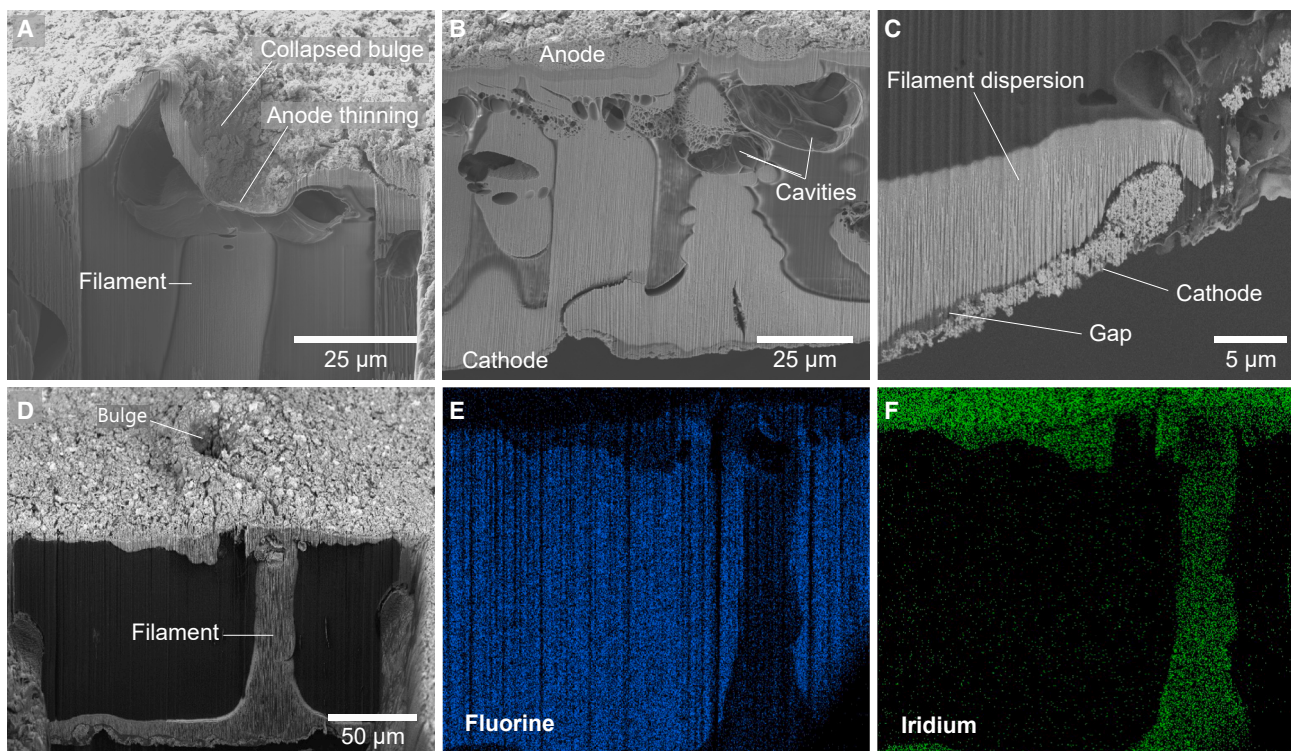 A
Collapsed bulge
Anode thinning
Filament
25 µm
B
Anode
Cavities
Cathode
25 µm
C
Filament dispersion
Cathode
Gap
5 µm
D
Bulge
Filament
50 µm
E
Fluorine
F
Iridium